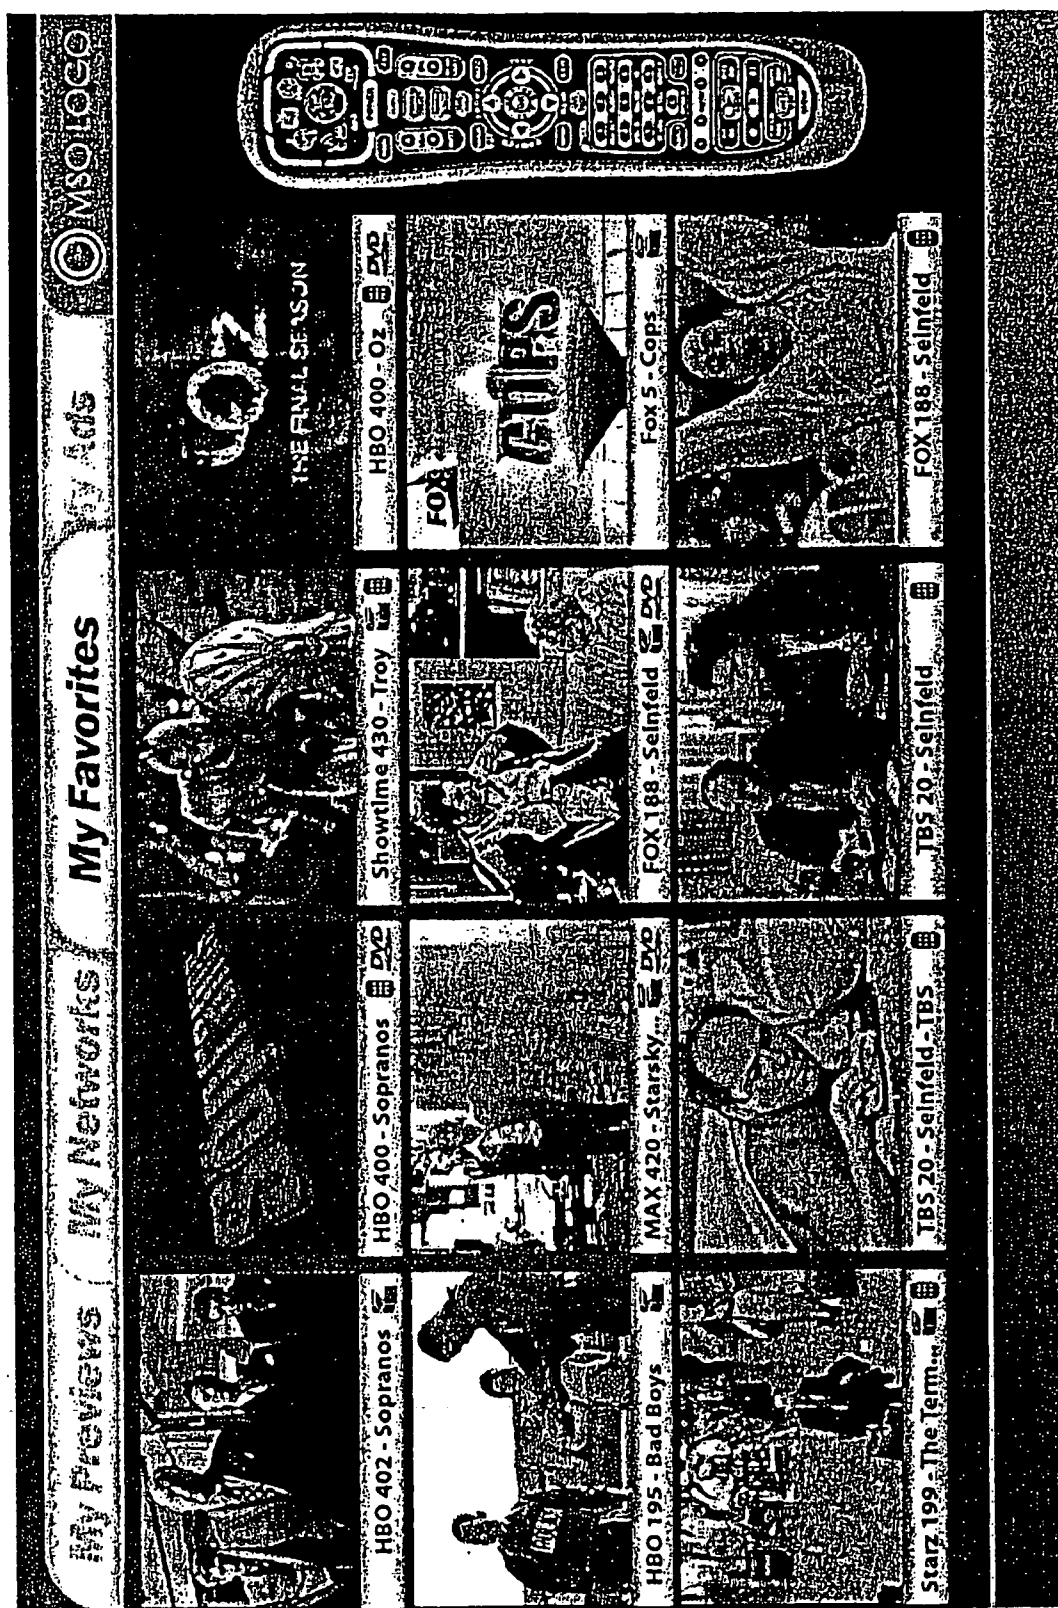 My Previews My Networks My Favorites My Ads MSO LOGO
THE FINAL SEASON
HBO 402 - Sopranos
HBO 400 - Sopranos
Showtime 430 - Troy
HBO 400 - Oz DVD
FOX
COPS
HBO 195 - Bad Boys
MAX 420 - Starsky... DVD
FOX 188 - Seinfeld DVD
Fox 5 - Cops
Starz 199 - The Term...
TBS 20 - Seinfeld - TBS
TBS 20 - Seinfeld
FOX 188 - Seinfeld